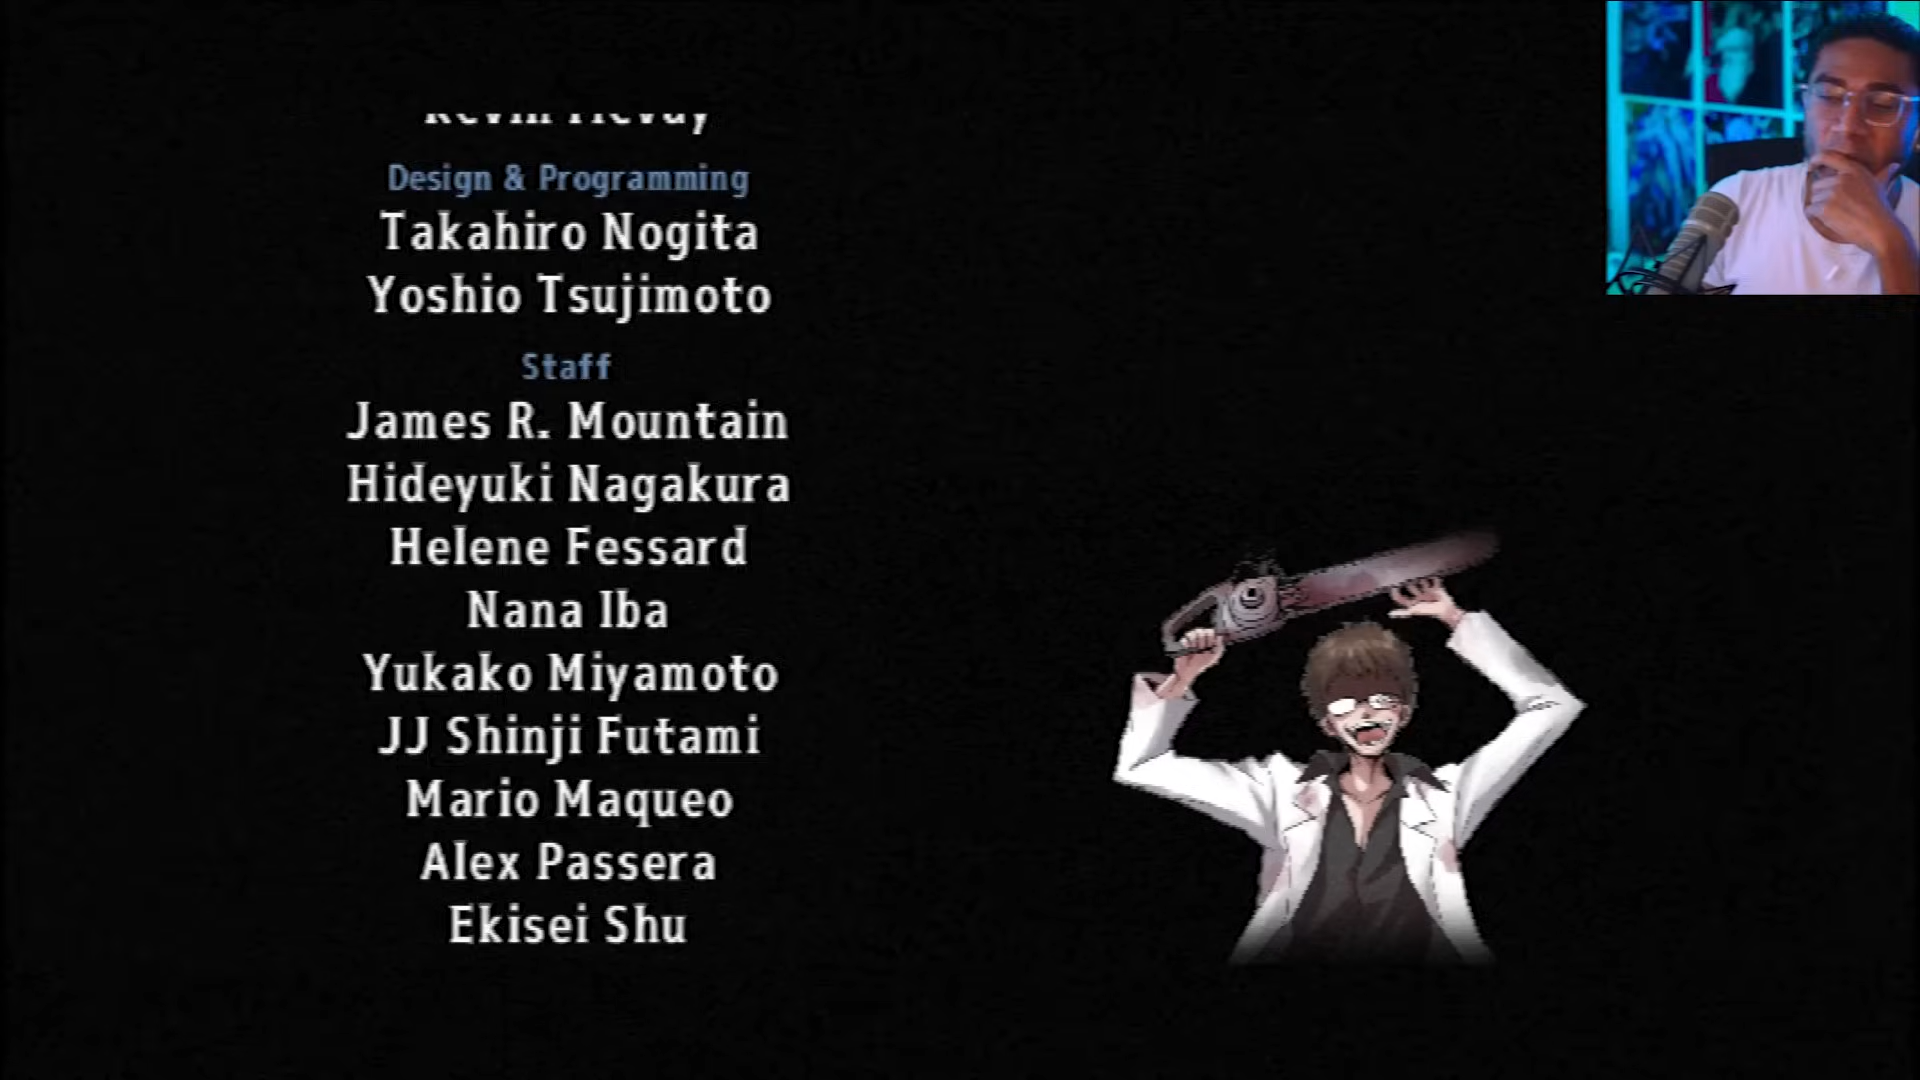 Design & Programming
Takahiro Nogita
Yoshio Tsujimoto
Staff
James R. Mountain
Hideyuki Nagakura
Helene Fessard
Nana Iba
Yukako Miyamoto
JJ Shinji Futami
Mario Maqueo
Alex Passera
Ekisei Shu